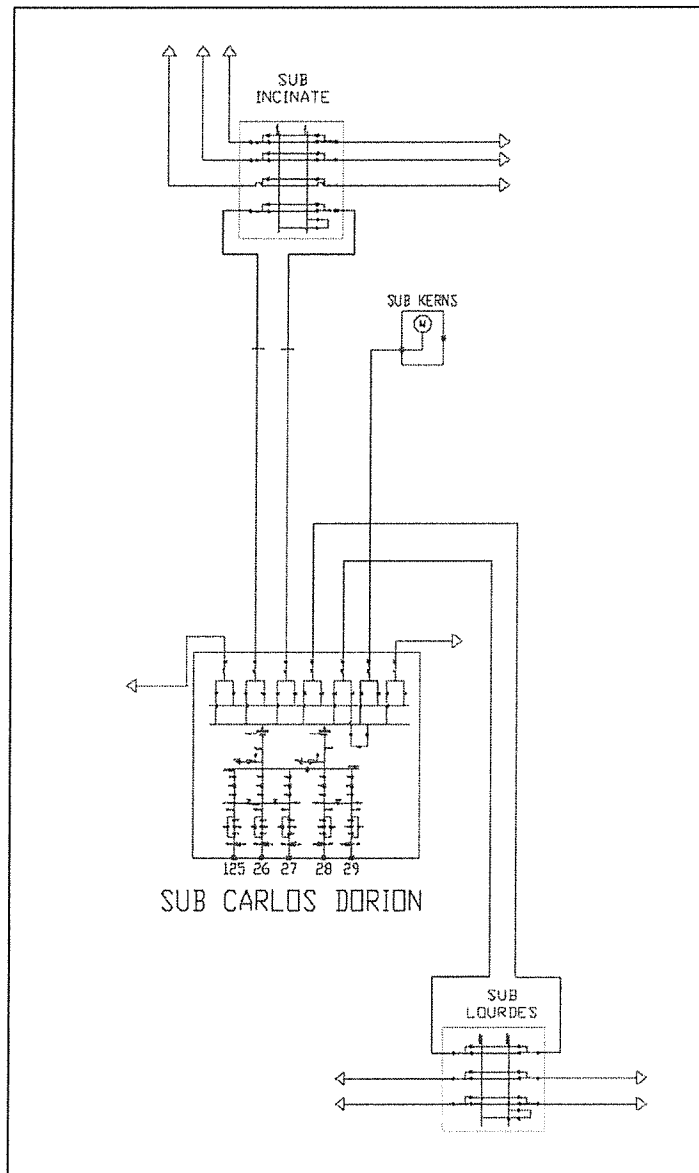 SUB
INCINATE
SUB KERNS
125 26 27 28 29
SUB CARLOS DORION
SUB
LOURDES